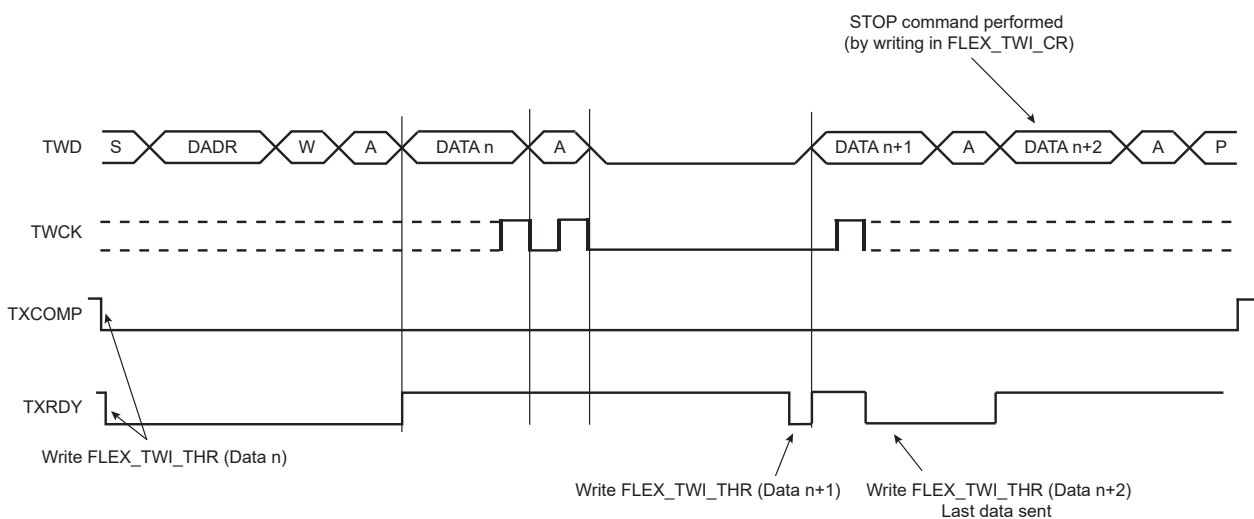 STOP command performed
(by writing in FLEX_TWI_CR)
TWD S DADR W A DATA n A DATA n+1 A DATA n+2 A P
TWCK
TXCOMP
TXRDY
Write FLEX_TWI_THR (Data n)
Write FLEX_TWI_THR (Data n+1) Write FLEX_TWI_THR (Data n+2)
Last data sent